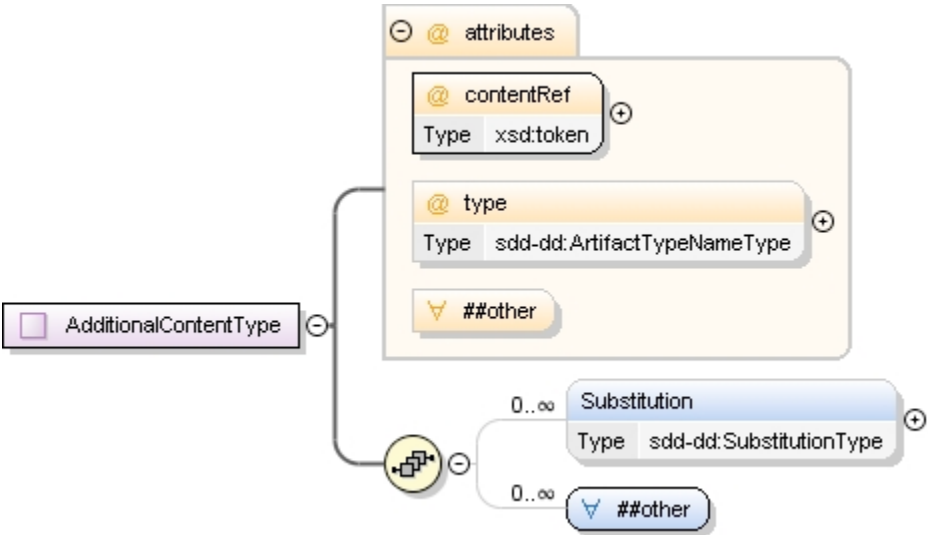 @ attributes
@ contentRef
Type xsd:token
@ type
Type sdd-dd:ArtifactTypeNameType
∀ ##other
AdditionalContentType
0..∞
Substitution
Type sdd-dd:SubstitutionType
0..∞
∀ ##other